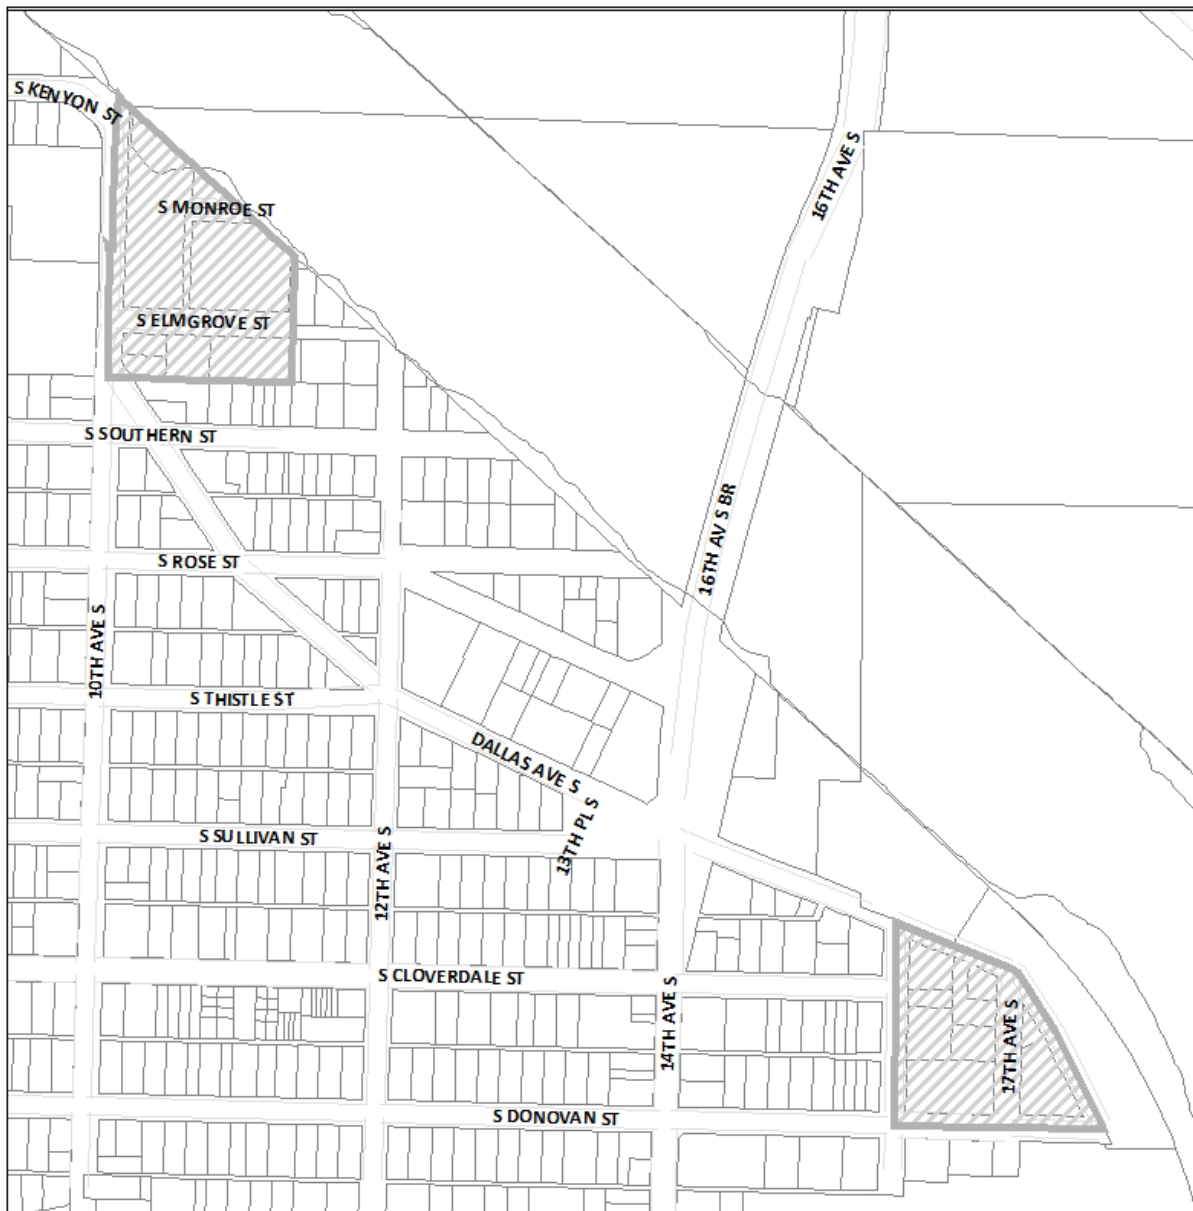 S KENYON ST
16TH AVE S
S MONROE ST
S ELMGROVE ST
S SOUTHERN ST
16TH AV S BR
S ROSE ST
10TH AVE S
S THISTLE ST
DALLAS AVE S
13TH PL S
S SULLIVAN ST
12TH AVE S
S CLOVERDALE ST
14TH AVE S
17TH AVE S
S DONOVAN ST